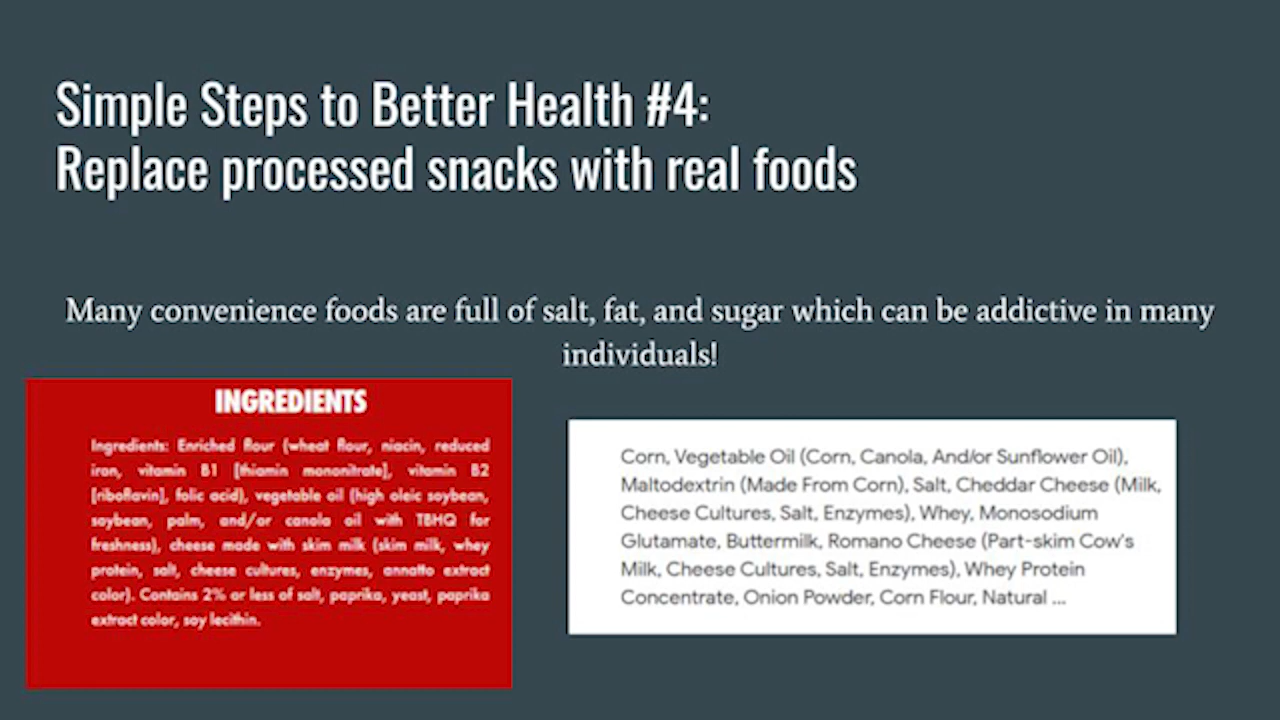 Simple Steps to Better Health #4:
Replace processed snacks with real foods
Many convenience foods are full of salt, fat, and sugar which can be addictive in many
individuals!
INGREDIENTS
Ingredients: Enriched flour (wheat flour, niacin, reduced
iron, vitamin B1 [thiamin mononitrate], vitamin B2
[riboflavin], folic acid), vegetable oil (high oleic soybean,
soybean, palm, and/or canola oil with TBHQ for
freshness), cheese made with skim milk (skim milk, whey
protein, salt, cheese cultures, enzymes, annatto extract
color). Contains 2% or less of salt, paprika, yeast, paprika
extract color, soy lecithin.
Corn, Vegetable Oil (Corn, Canola, And/or Sunflower Oil),
Maltodextrin (Made From Corn), Salt, Cheddar Cheese (Milk,
Cheese Cultures, Salt, Enzymes), Whey, Monosodium
Glutamate, Buttermilk, Romano Cheese (Part-skim Cow's
Milk, Cheese Cultures, Salt, Enzymes), Whey Protein
Concentrate, Onion Powder, Corn Flour, Natural ...